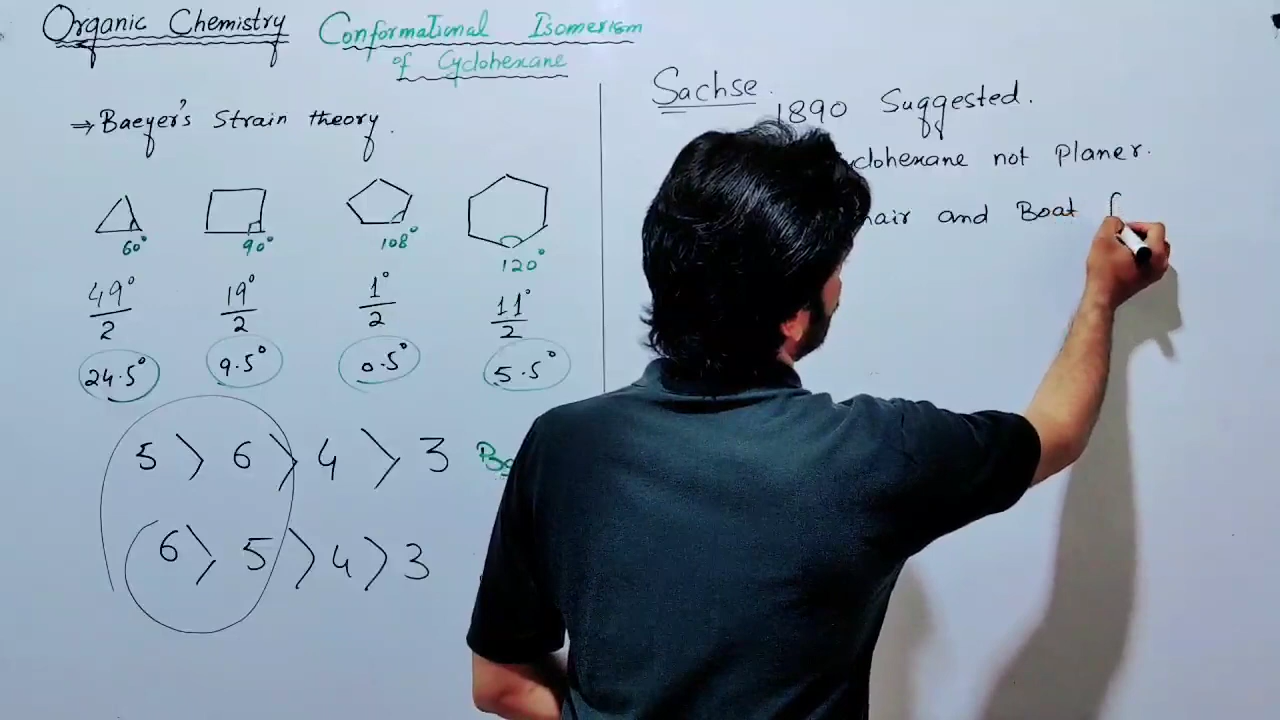 Organic Chemistry Conformational Isomerism
of Cyclohexane
⇒ Baeyer's Strain theory.
60° 90° 108° 120°
49°/2 19°/2 1°/2 11°/2
24.5° 9.5° 0.5° 5.5°
5 > 6 > 4 > 3
6 > 5 > 4 > 3
Sachse.
1890 Suggested.
clohexane not Planer.
hair and Boat f